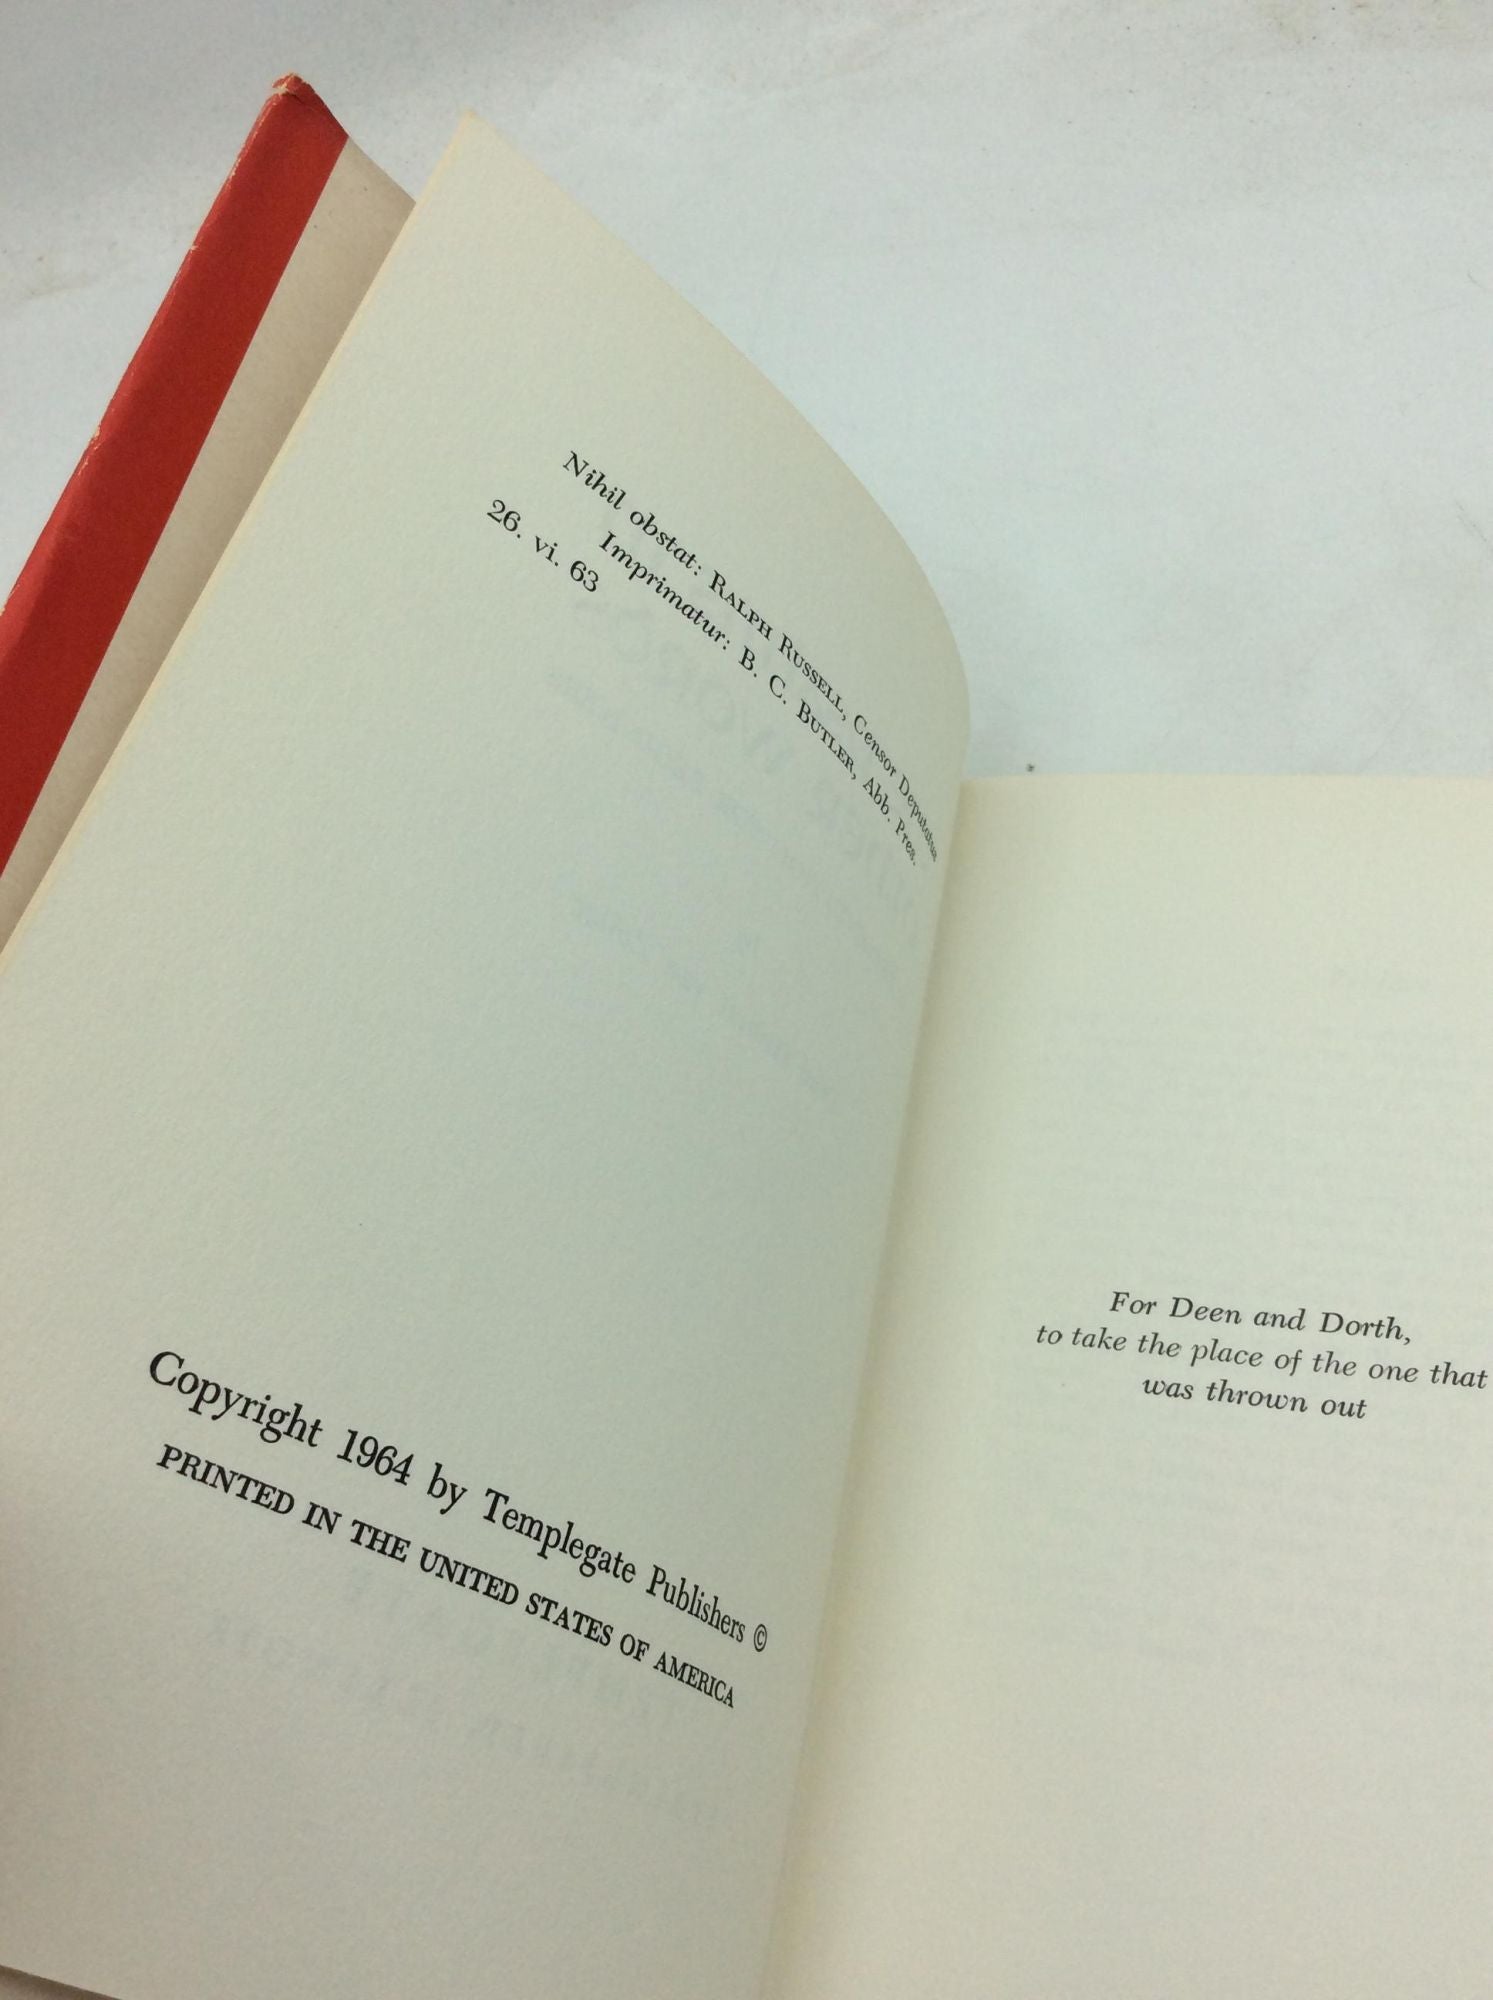 Nihil obstat: RALPH RUSSELL, Censor Deputatus
Imprimatur: B. C. BUTLER, Abb. Pres.
26. vi. 63
Copyright 1964 by Templegate Publishers ©
PRINTED IN THE UNITED STATES OF AMERICA
For Deen and Dorth,
to take the place of the one that
was thrown out